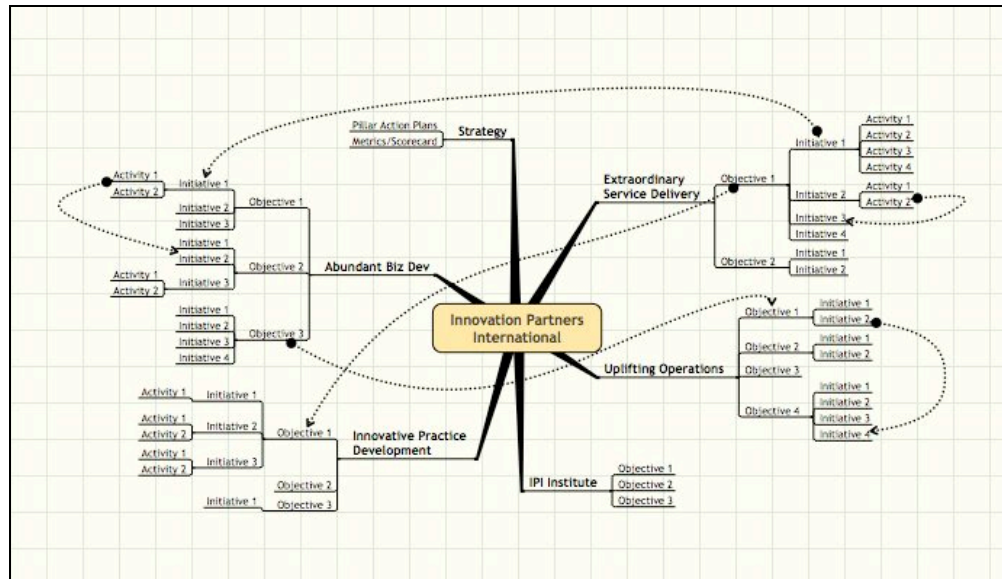 Innovation Partners
International
Strategy
Pillar Action Plans
Metrics/Scorecard
Extraordinary
Service Delivery
Objective 1
Initiative 1
Activity 1
Activity 2
Activity 3
Activity 4
Initiative 2
Activity 1
Activity 2
Initiative 3
Initiative 4
Objective 2
Initiative 1
Initiative 2
Uplifting Operations
Objective 1
Initiative 1
Initiative 2
Objective 2
Initiative 1
Initiative 2
Objective 3
Objective 4
Initiative 1
Initiative 2
Initiative 3
Initiative 4
IPI Institute
Objective 1
Objective 2
Objective 3
Innovative Practice
Development
Objective 1
Initiative 1
Activity 1
Initiative 2
Activity 1
Activity 2
Initiative 3
Activity 1
Activity 2
Objective 2
Objective 3
Initiative 1
Abundant Biz Dev
Objective 1
Initiative 1
Activity 1
Activity 2
Initiative 2
Initiative 3
Objective 2
Initiative 1
Initiative 2
Initiative 3
Activity 1
Activity 2
Objective 3
Initiative 1
Initiative 2
Initiative 3
Initiative 4